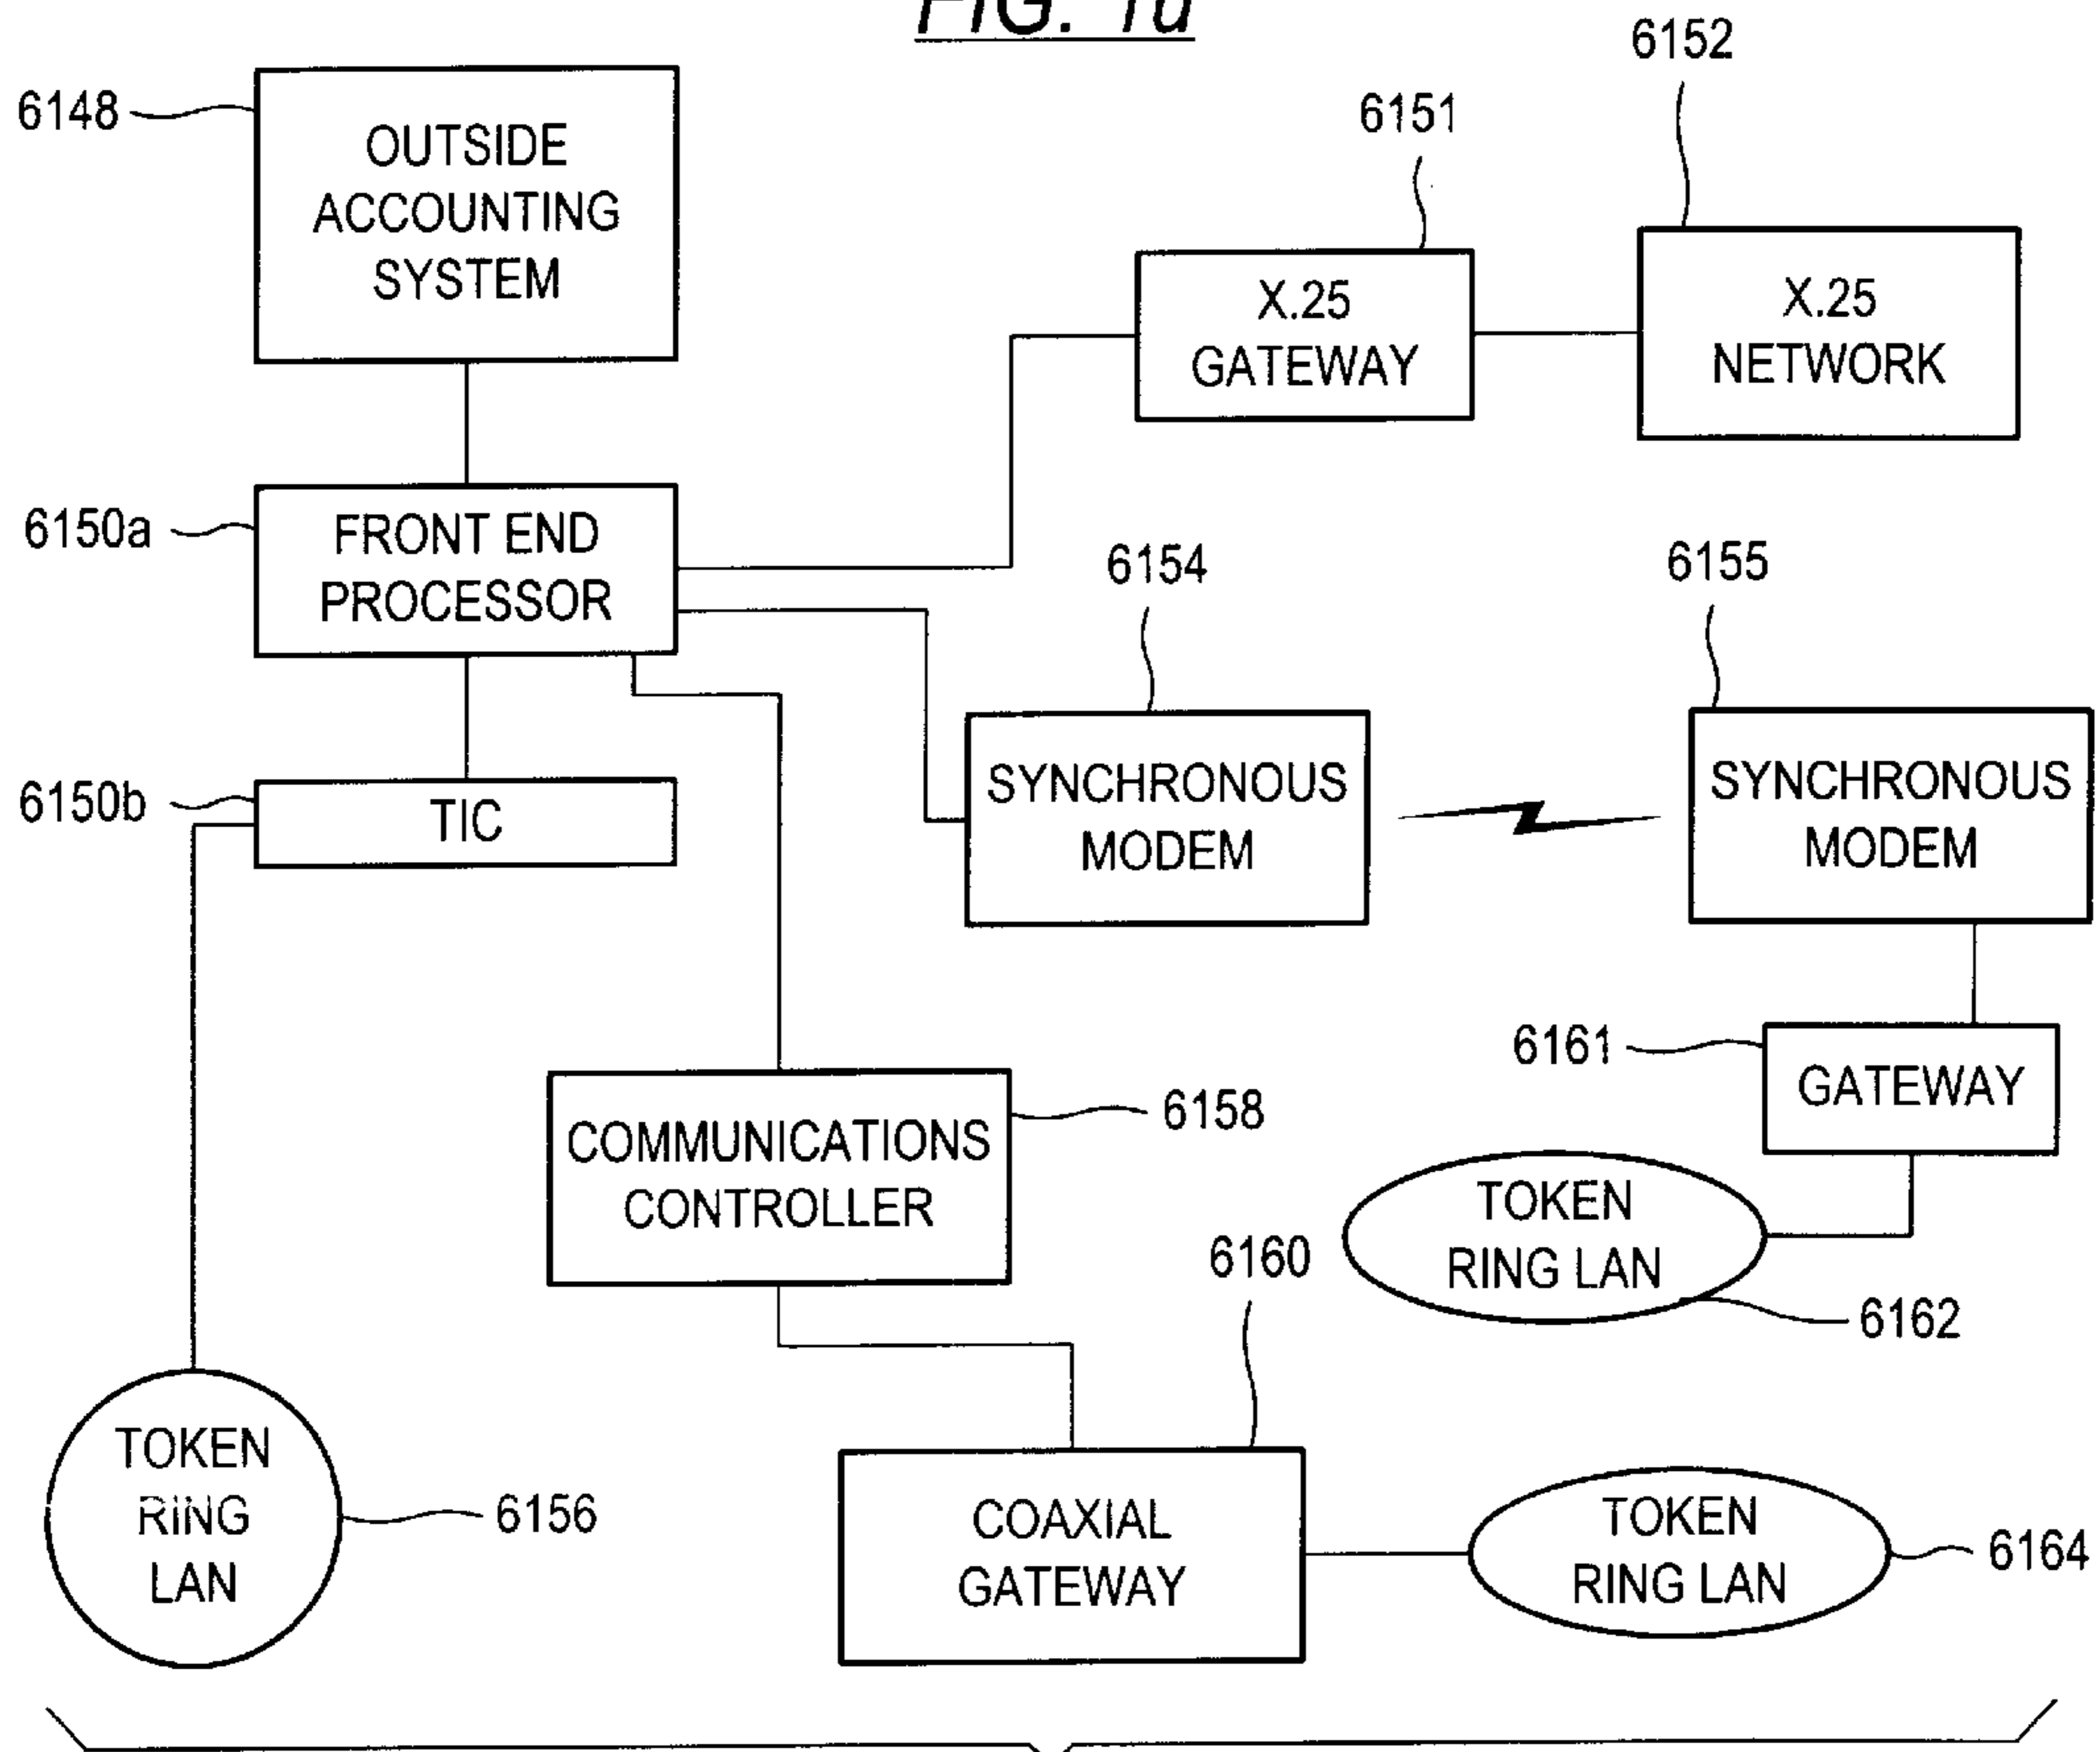 FIG. 1a
6152
6148
6151
OUTSIDE
ACCOUNTING
SYSTEM
X.25
GATEWAY
X.25
NETWORK
6150a
FRONT END
PROCESSOR
6154
6155
6150b
TIC
SYNCHRONOUS
MODEM
SYNCHRONOUS
MODEM
6161
GATEWAY
COMMUNICATIONS
CONTROLLER
6158
TOKEN
RING LAN
6160
6162
TOKEN
RING
LAN
6156
COAXIAL
GATEWAY
TOKEN
RING LAN
6164